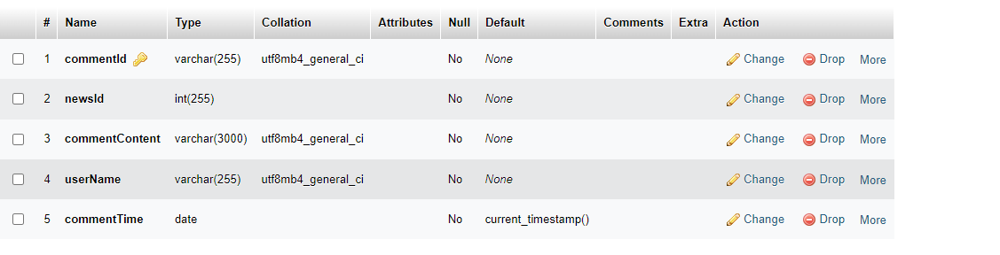 # Name Type Collation Attributes Null Default Comments Extra Action
1 commentId varchar(255) utf8mb4_general_ci No None Change Drop More
2 newsId int(255) No None Change Drop More
3 commentContent varchar(3000) utf8mb4_general_ci No None Change Drop More
4 userName varchar(255) utf8mb4_general_ci No None Change Drop More
5 commentTime date No current_timestamp() Change Drop More